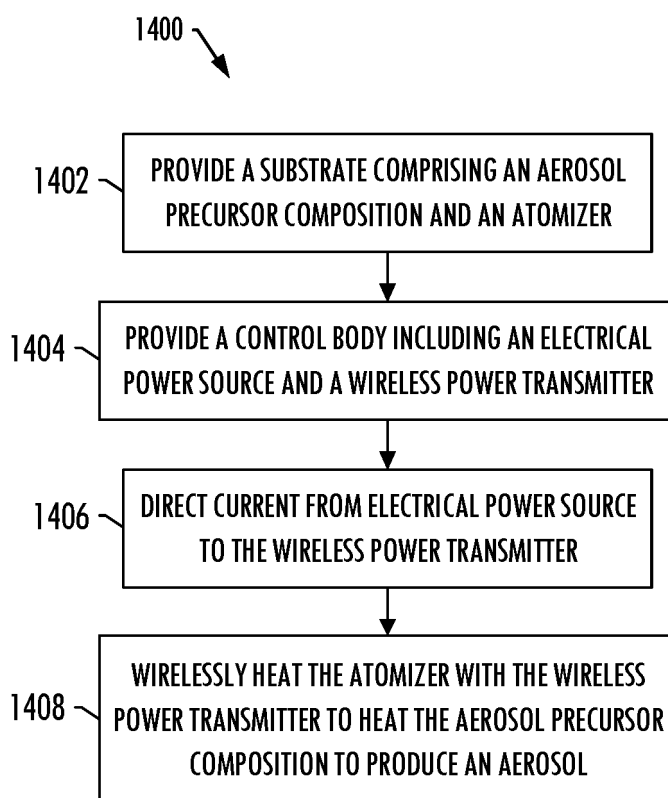 1400
1402
PROVIDE A SUBSTRATE COMPRISING AN AEROSOL
PRECURSOR COMPOSITION AND AN ATOMIZER
1404
PROVIDE A CONTROL BODY INCLUDING AN ELECTRICAL
POWER SOURCE AND A WIRELESS POWER TRANSMITTER
1406
DIRECT CURRENT FROM ELECTRICAL POWER SOURCE
TO THE WIRELESS POWER TRANSMITTER
1408
WIRELESSLY HEAT THE ATOMIZER WITH THE WIRELESS
POWER TRANSMITTER TO HEAT THE AEROSOL PRECURSOR
COMPOSITION TO PRODUCE AN AEROSOL